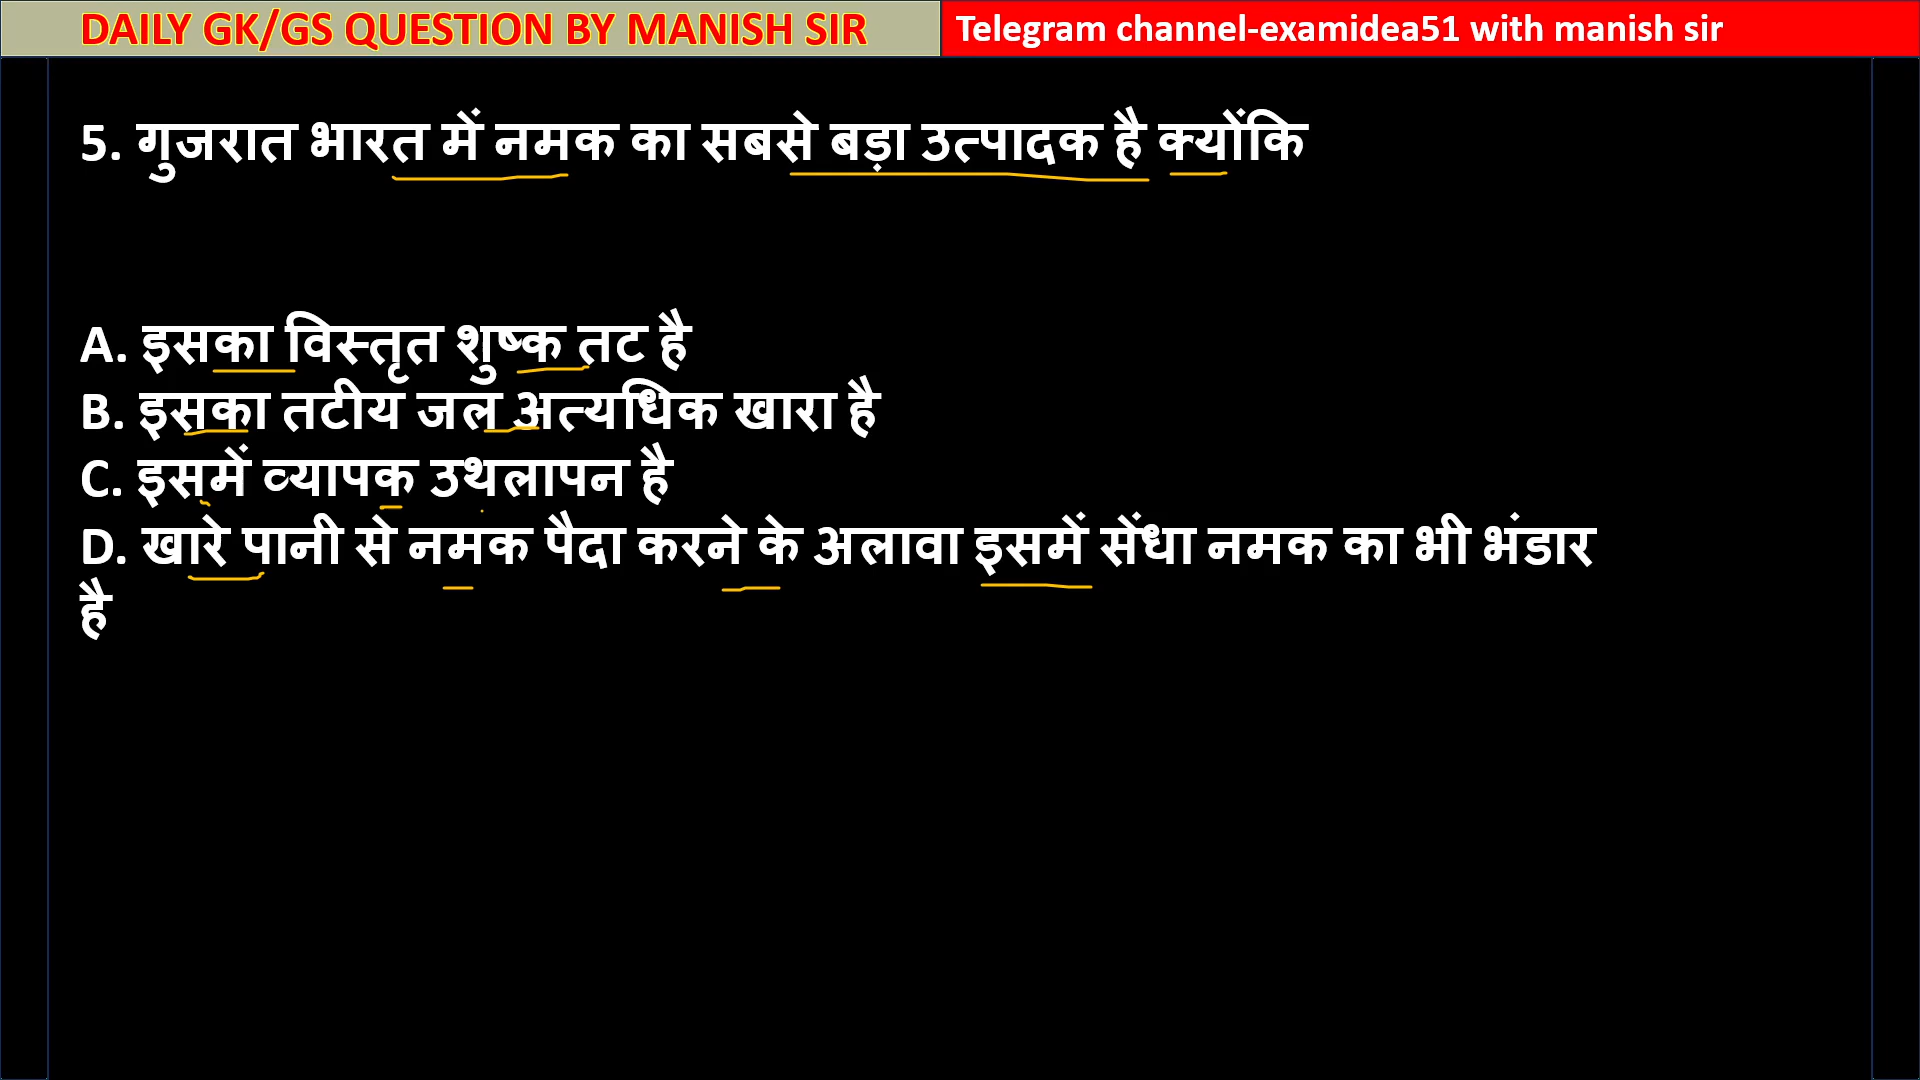 DAILY GK/GS QUESTION BY MANISH SIR
Telegram channel-examidea51 with manish sir
5. गुजरात भारत में नमक का सबसे बड़ा उत्पादक है क्योंकि
A. इसका विस्तृत शुष्क तट है
B. इसका तटीय जल अत्यधिक खारा है
C. इसमें व्यापक उथलापन है
D. खारे पानी से नमक पैदा करने के अलावा इसमें सेंधा नमक का भी भंडार
है